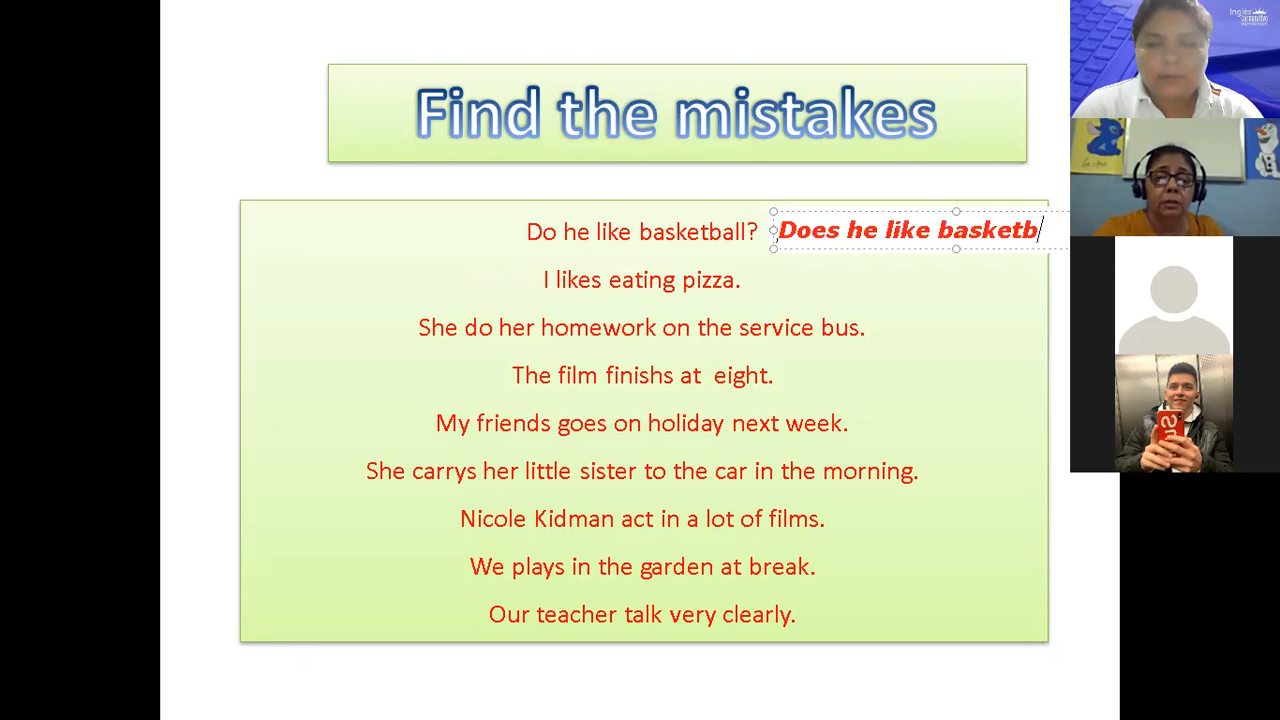 Find the mistakes
Do he like basketball? Does he like basketb
I likes eating pizza.
She do her homework on the service bus.
The film finishs at eight.
My friends goes on holiday next week.
She carrys her little sister to the car in the morning.
Nicole Kidman act in a lot of films.
We plays in the garden at break.
Our teacher talk very clearly.
Ingles